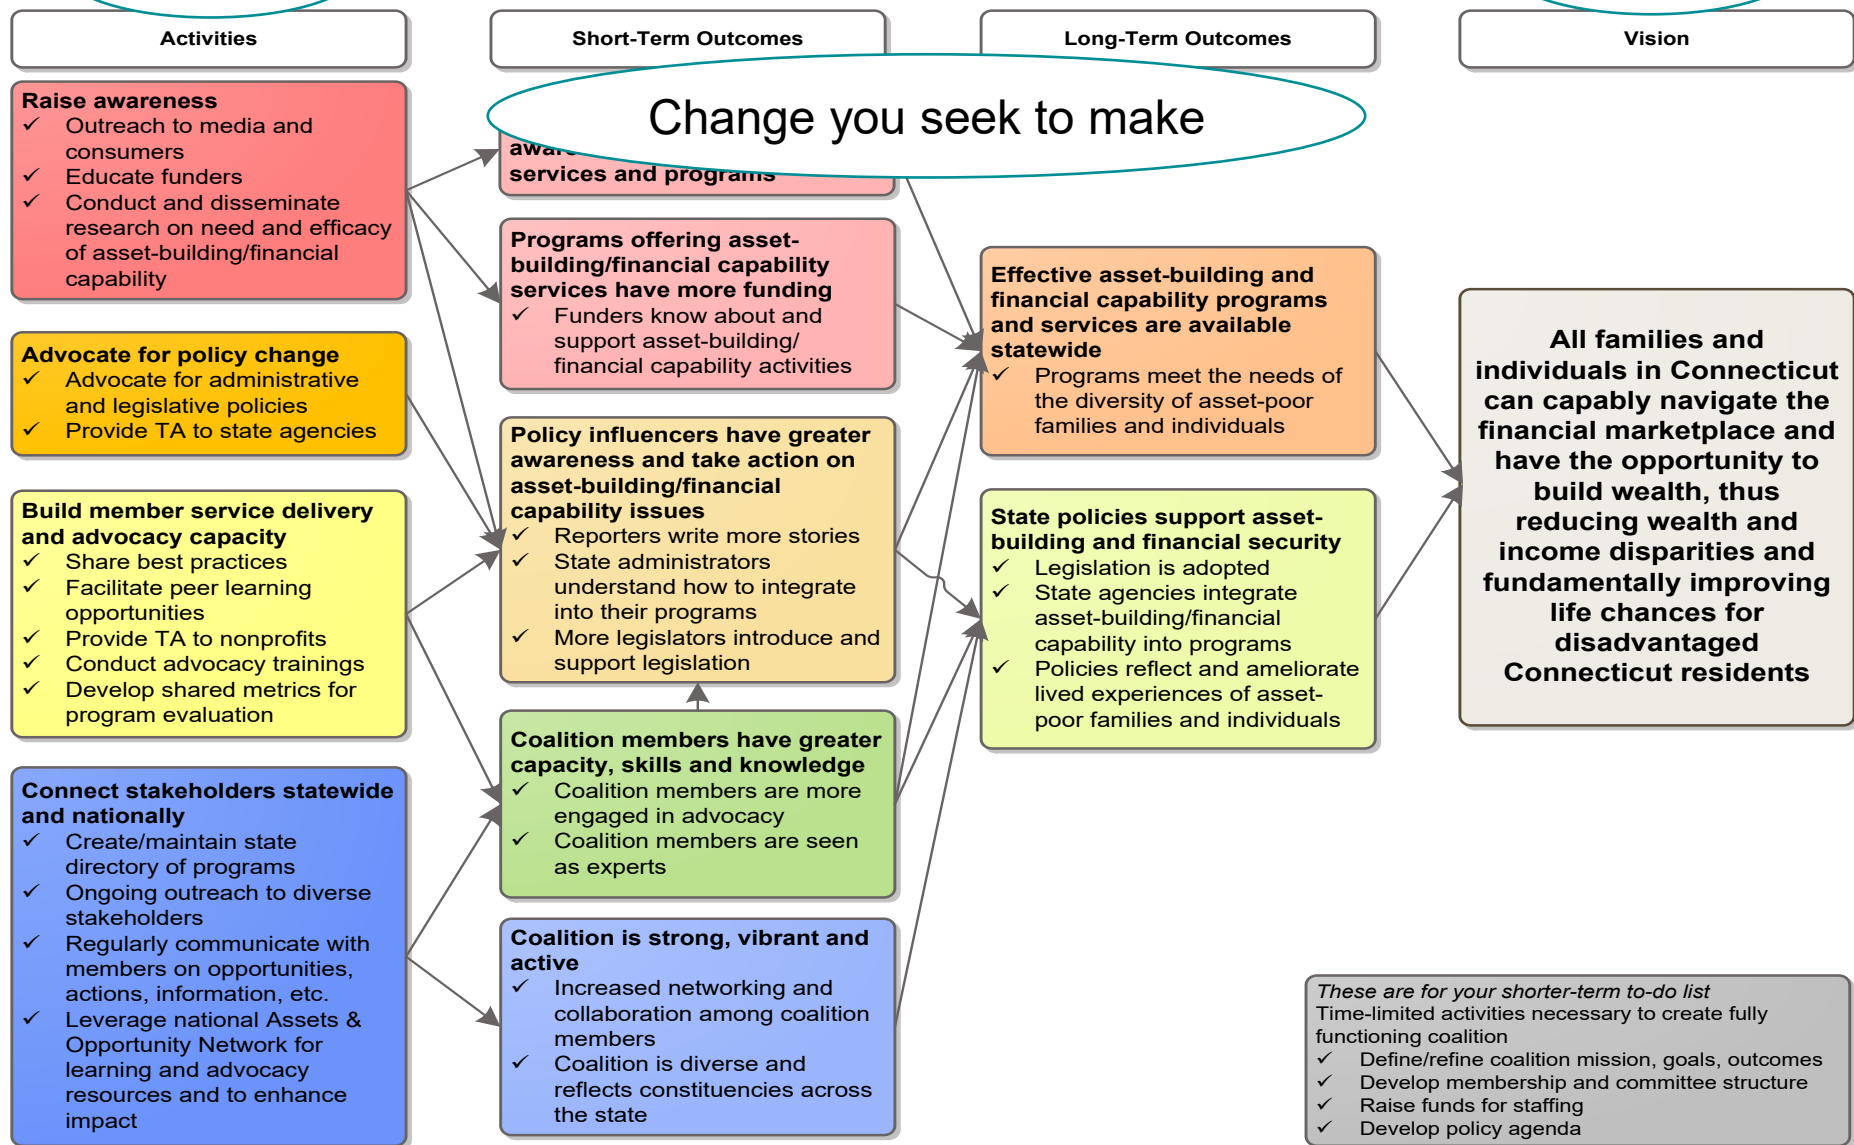 Activities
Short-Term Outcomes
Long-Term Outcomes
Vision
Change you seek to make
Raise awareness
✓ Outreach to media and
consumers
✓ Educate funders
✓ Conduct and disseminate
research on need and efficacy
of asset-building/financial
capability
Advocate for policy change
✓ Advocate for administrative
and legislative policies
✓ Provide TA to state agencies
Build member service delivery
and advocacy capacity
✓ Share best practices
✓ Facilitate peer learning
opportunities
✓ Provide TA to nonprofits
✓ Conduct advocacy trainings
✓ Develop shared metrics for
program evaluation
Connect stakeholders statewide
and nationally
✓ Create/maintain state
directory of programs
✓ Ongoing outreach to diverse
stakeholders
✓ Regularly communicate with
members on opportunities,
actions, information, etc.
✓ Leverage national Assets &
Opportunity Network for
learning and advocacy
resources and to enhance
impact
services and programs
Programs offering asset-
building/financial capability
services have more funding
✓ Funders know about and
support asset-building/
financial capability activities
Policy influencers have greater
awareness and take action on
asset-building/financial
capability issues
✓ Reporters write more stories
✓ State administrators
understand how to integrate
into their programs
✓ More legislators introduce and
support legislation
Coalition members have greater
capacity, skills and knowledge
✓ Coalition members are more
engaged in advocacy
✓ Coalition members are seen
as experts
Coalition is strong, vibrant and
active
✓ Increased networking and
collaboration among coalition
members
✓ Coalition is diverse and
reflects constituencies across
the state
Effective asset-building and
financial capability programs
and services are available
statewide
✓ Programs meet the needs of
the diversity of asset-poor
families and individuals
State policies support asset-
building and financial security
✓ Legislation is adopted
✓ State agencies integrate
asset-building/financial
capability into programs
✓ Policies reflect and ameliorate
lived experiences of asset-
poor families and individuals
All families and
individuals in Connecticut
can capably navigate the
financial marketplace and
have the opportunity to
build wealth, thus
reducing wealth and
income disparities and
fundamentally improving
life chances for
disadvantaged
Connecticut residents
These are for your shorter-term to-do list
Time-limited activities necessary to create fully
functioning coalition
✓ Define/refine coalition mission, goals, outcomes
✓ Develop membership and committee structure
✓ Raise funds for staffing
✓ Develop policy agenda